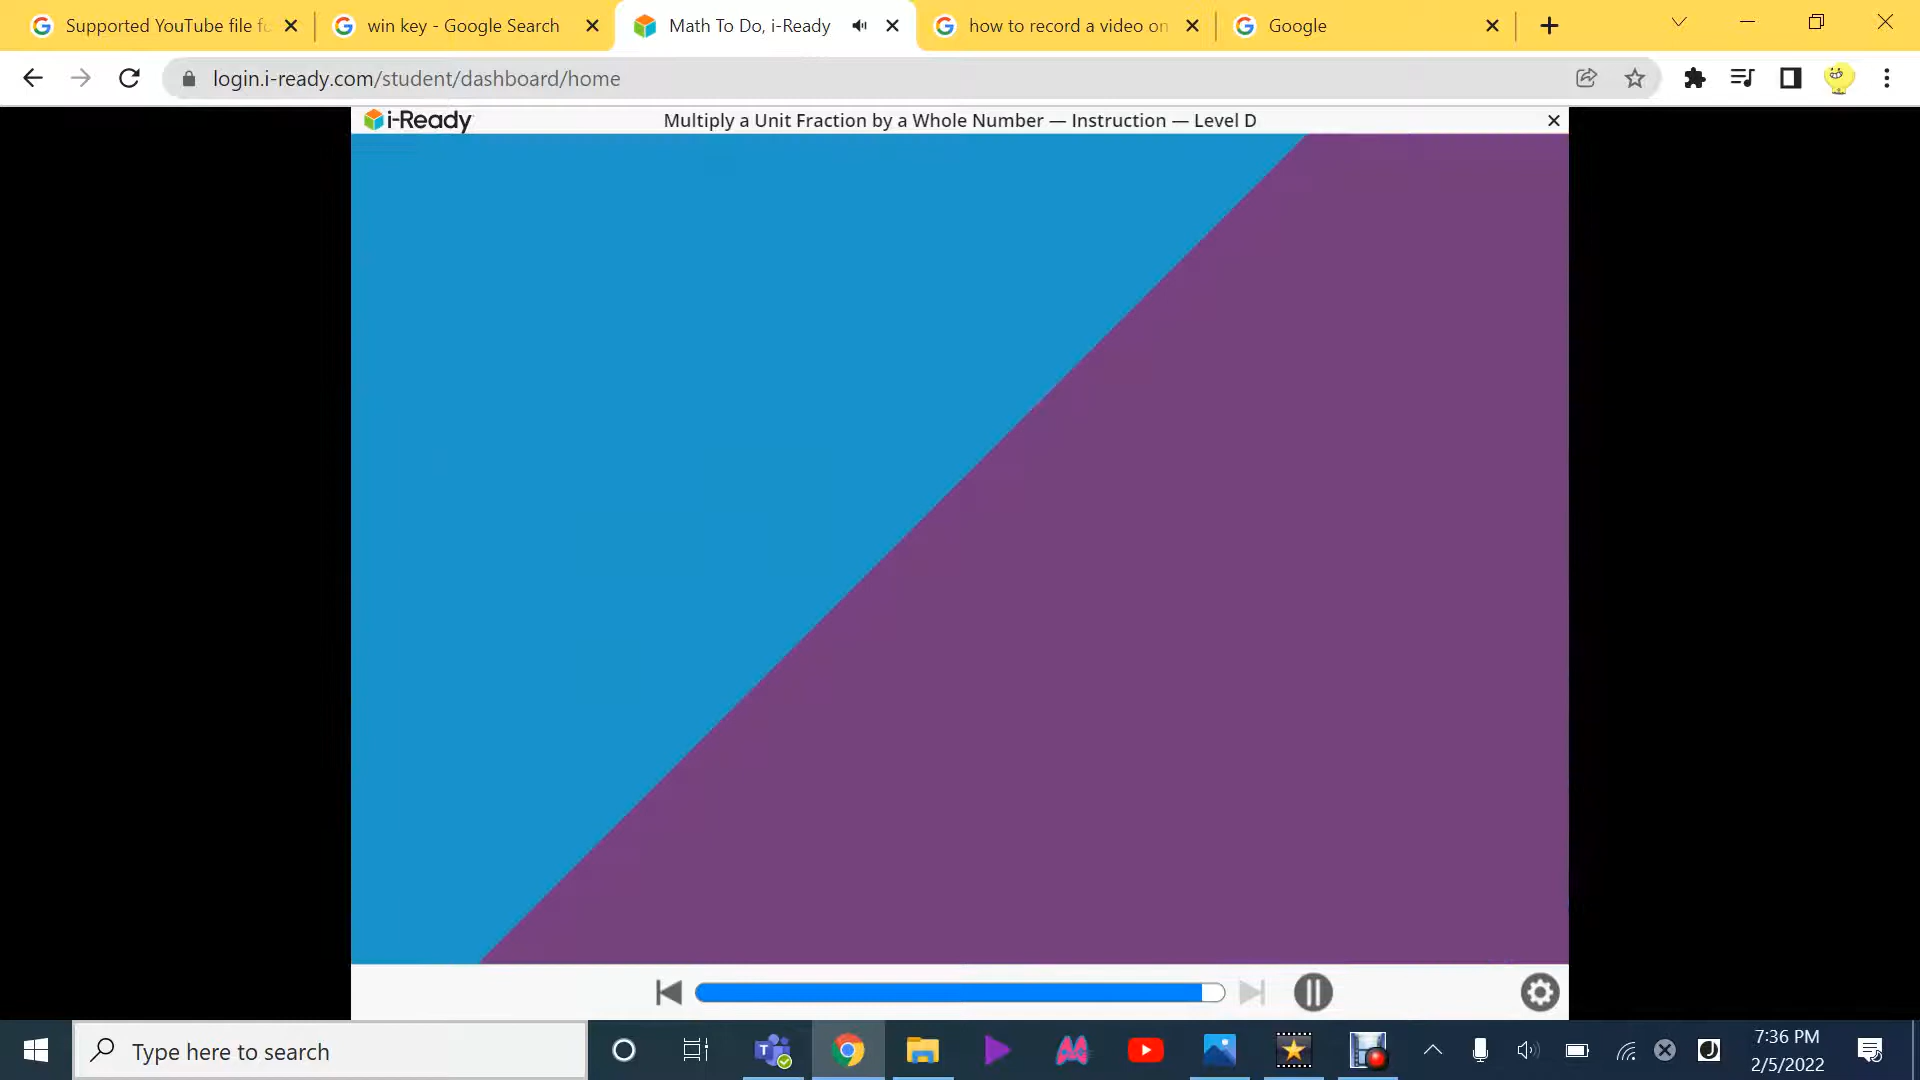 Supported YouTube file fo
win key - Google Search
Math To Do, i-Ready
how to record a video on
Google
login.i-ready.com/student/dashboard/home
i-Ready
Multiply a Unit Fraction by a Whole Number — Instruction — Level D
Type here to search
7:36 PM
2/5/2022